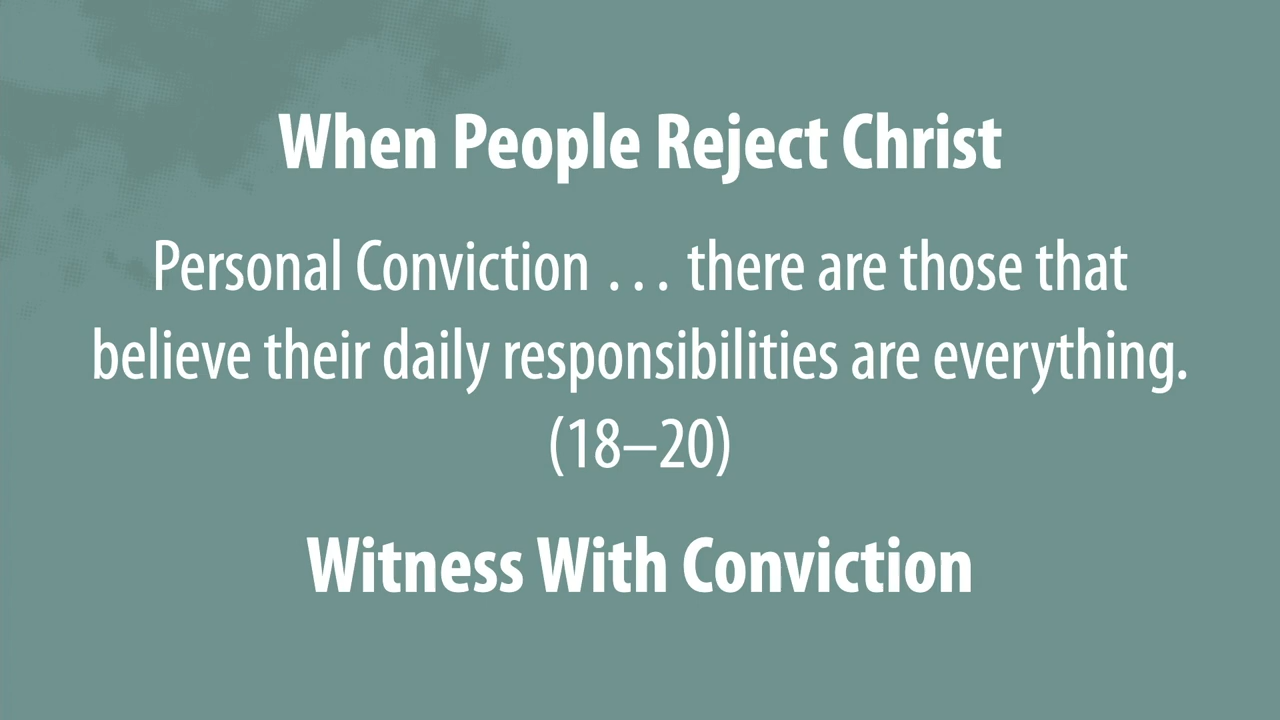 When People Reject Christ
Personal Conviction . . . there are those that
believe their daily responsibilities are everything.
(18–20)
Witness With Conviction